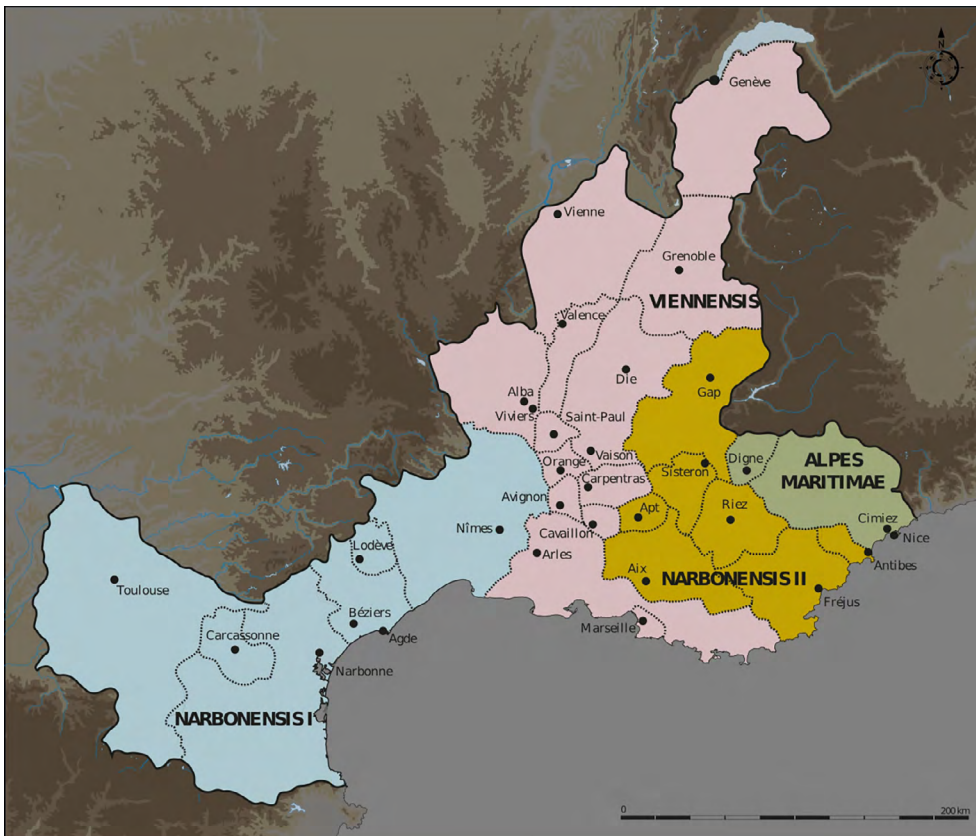 N
Genève
Vienne
Grenoble
VIENNENSIS
Valence
Die
Gap
Alba
Viviers
Saint-Paul
Vaison
Orange
Digne
ALPES
MARITIMAE
Sisteron
Carpentras
Avignon
Apt
Riez
Cimiez
Nîmes
Cavaillon
Nice
Lodève
Arles
Antibes
Aix
NARBONENSIS II
Toulouse
Fréjus
Béziers
Marseille
Carcassonne
Agde
Narbonne
NARBONENSIS I
0
200 km